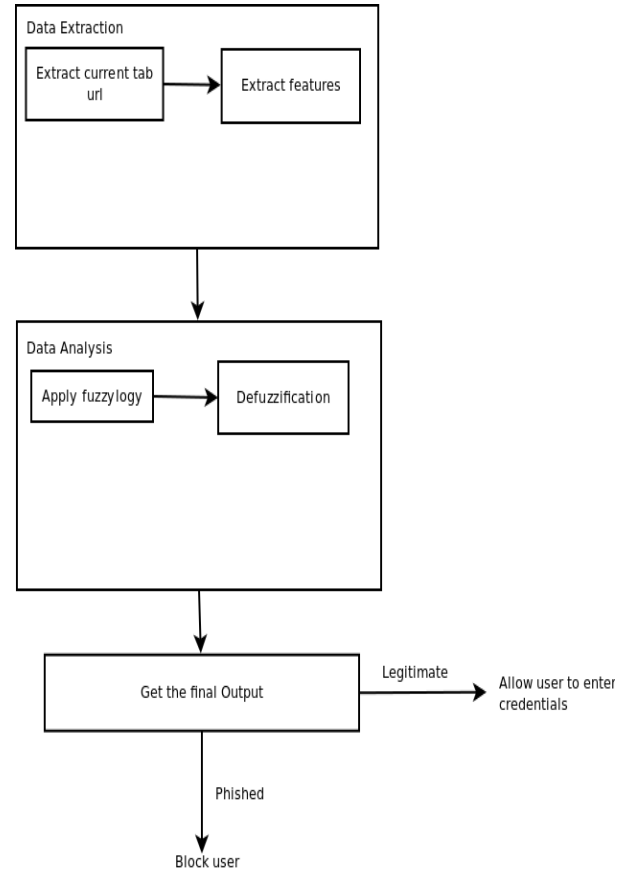 Data Extraction
Extract current tab
url
Extract features
Data Analysis
Apply fuzzylogy
Defuzzification
Get the final Output
Legitimate
Allow user to enter
credentials
Phished
Block user